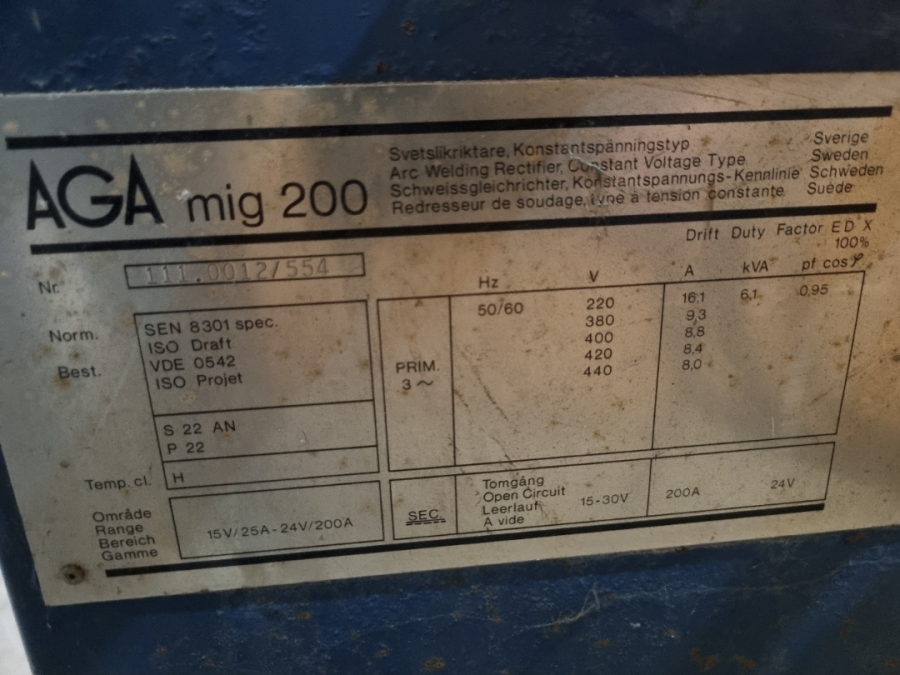 AGA mig 200
Svetslikriktare, Konstantspänningstyp Sverige
Arc Welding Rectifier, Constant Voltage Type Sweden
Schweissgleichrichter, Konstantspannungs-Kennlinie Schweden
Redresseur de soudage, type à tension constante Suède
Drift Duty Factor ED X
100%
Nr. 111.0012/554
Hz V A kVA pf cos φ
Norm.
Best.
SEN 8301 spec.
ISO Draft
VDE 0542
ISO Projet
S 22 AN
P 22
Temp. cl. H
PRIM.
3 ~
50/60 220 16,1 6,1 0,95
380 9,3
400 8,8
420 8,4
440 8,0
Område
Range
Bereich
Gamme
15V/25A-24V/200A
SEC.
Tomgång
Open Circuit
Leerlauf
A vide
15-30V 200A 24V